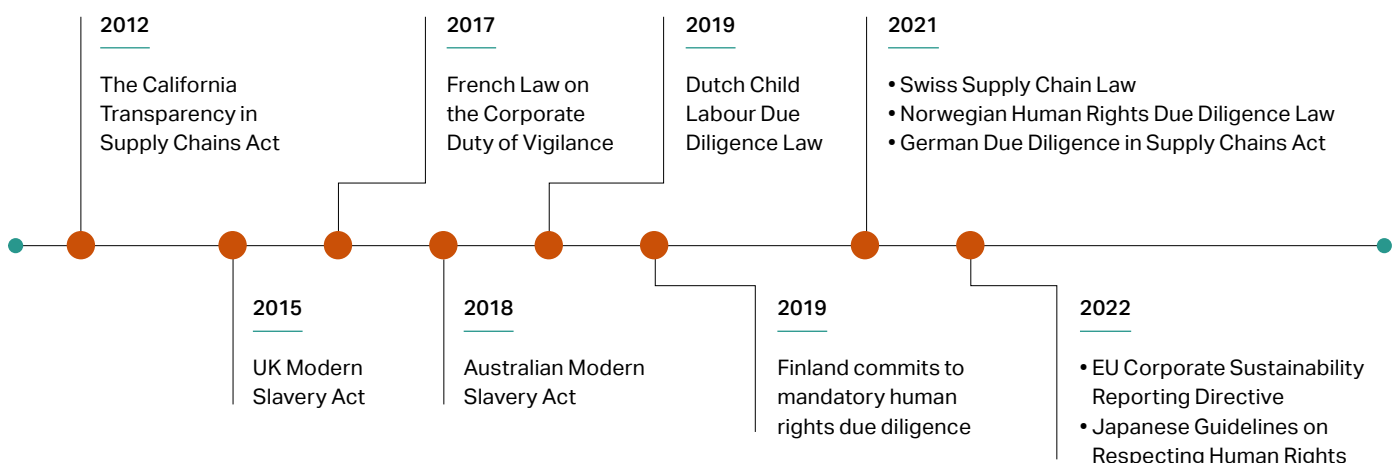 2012
The California
Transparency in
Supply Chains Act
2017
French Law on
the Corporate
Duty of Vigilance
2019
Dutch Child
Labour Due
Diligence Law
2021
• Swiss Supply Chain Law
• Norwegian Human Rights Due Diligence Law
• German Due Diligence in Supply Chains Act
2015
UK Modern
Slavery Act
2018
Australian Modern
Slavery Act
2019
Finland commits to
mandatory human
rights due diligence
2022
• EU Corporate Sustainability
Reporting Directive
• Japanese Guidelines on
Respecting Human Rights